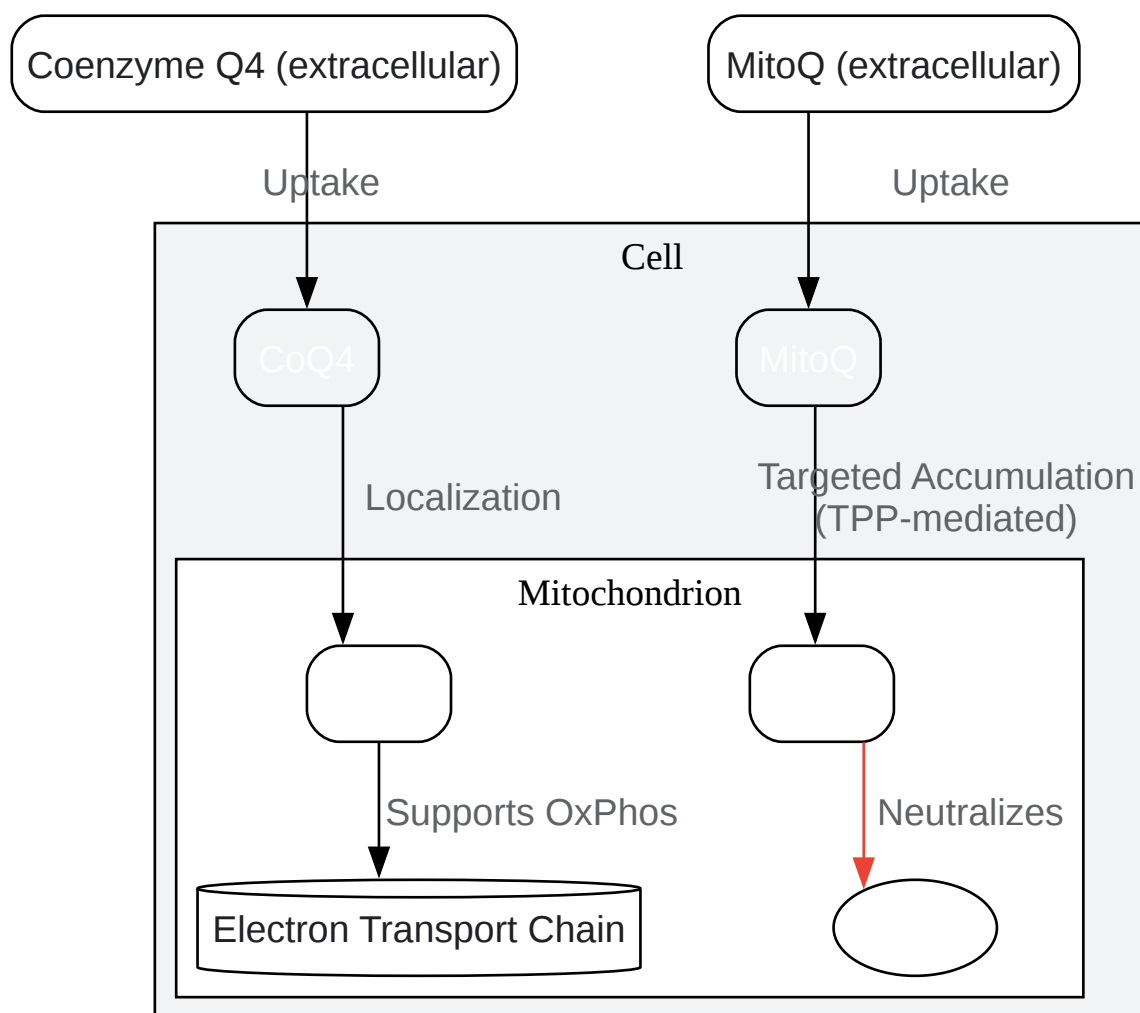 Coenzyme Q4 (extracellular)
MitoQ (extracellular)
Uptake
Uptake
Cell
CoQ4
MitoQ
Localization
Targeted Accumulation
(TPP-mediated)
Mitochondrion
Supports OxPhos
Neutralizes
Electron Transport Chain